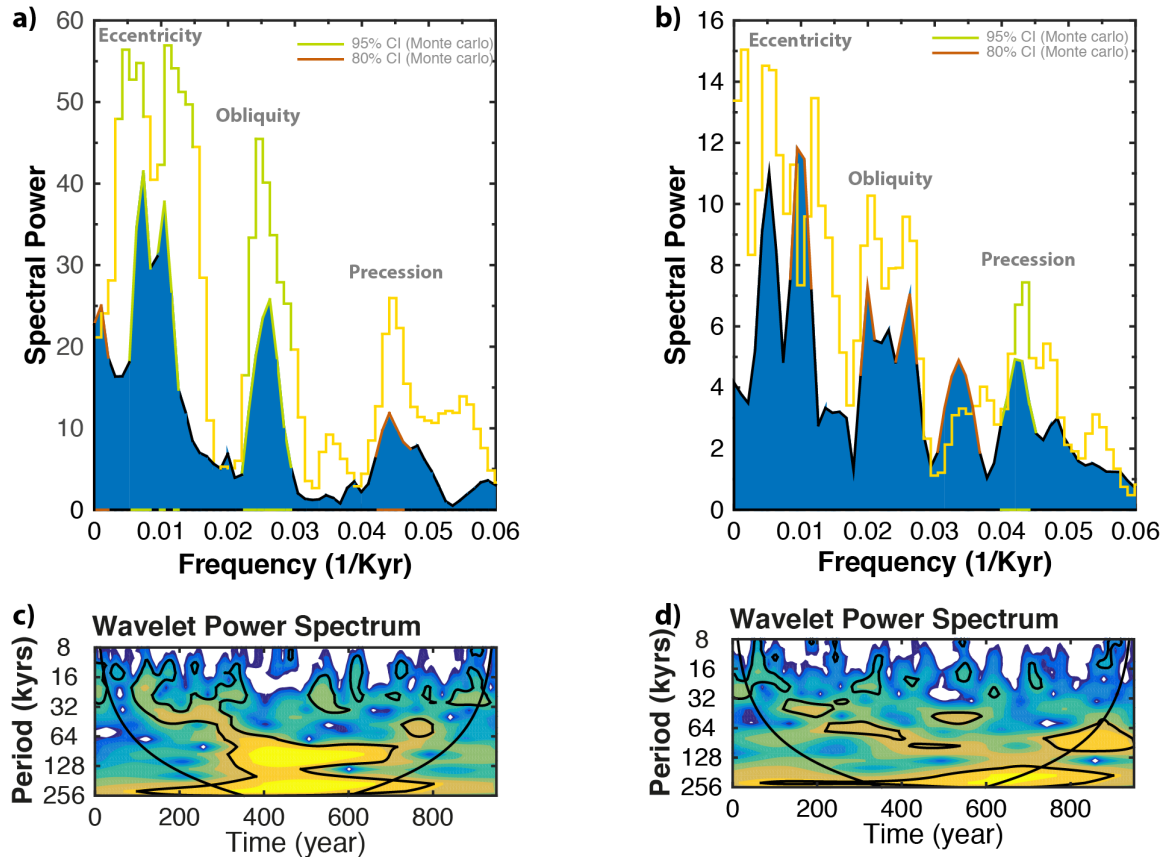 a)
60
50
40
30
20
10
0
Spectral Power
Eccentricity
95% CI (Monte carlo)
80% CI (Monte carlo)
Obliquity
Precession
0 0.01 0.02 0.03 0.04 0.05 0.06
Frequency (1/Kyr)
b)
16
14
12
10
8
6
4
2
0
Spectral Power
Eccentricity
95% CI (Monte carlo)
80% CI (Monte carlo)
Obliquity
Precession
0 0.01 0.02 0.03 0.04 0.05 0.06
Frequency (1/Kyr)
c)
Wavelet Power Spectrum
Period (kyrs)
8
16
32
64
128
256
0 200 400 600 800
Time (year)
d)
Wavelet Power Spectrum
Period (kyrs)
8
16
32
64
128
256
0 200 400 600 800
Time (year)